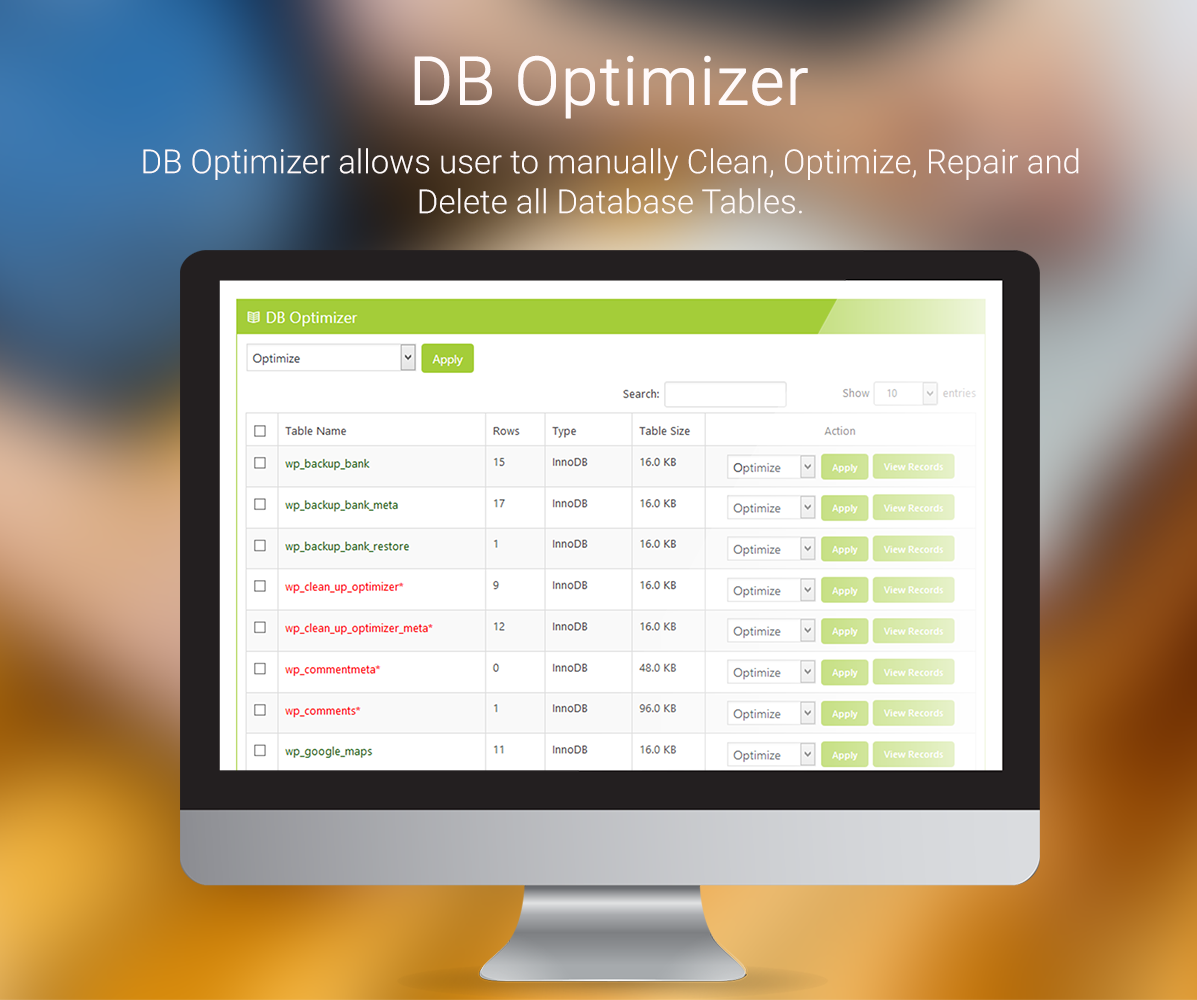 DB Optimizer
DB Optimizer allows user to manually Clean, Optimize, Repair and
Delete all Database Tables.
DB Optimizer
Optimize Apply
Search: Show 10 entries
Table Name Rows Type Table Size Action
wp_backup_bank 15 InnoDB 16.0 KB Optimize Apply View Records
wp_backup_bank_meta 17 InnoDB 16.0 KB Optimize Apply View Records
wp_backup_bank_restore 1 InnoDB 16.0 KB Optimize Apply View Records
wp_clean_up_optimizer* 9 InnoDB 16.0 KB Optimize Apply View Records
wp_clean_up_optimizer_meta* 12 InnoDB 16.0 KB Optimize Apply View Records
wp_commentmeta* 0 InnoDB 48.0 KB Optimize Apply View Records
wp_comments* 1 InnoDB 96.0 KB Optimize Apply View Records
wp_google_maps 11 InnoDB 16.0 KB Optimize Apply View Records